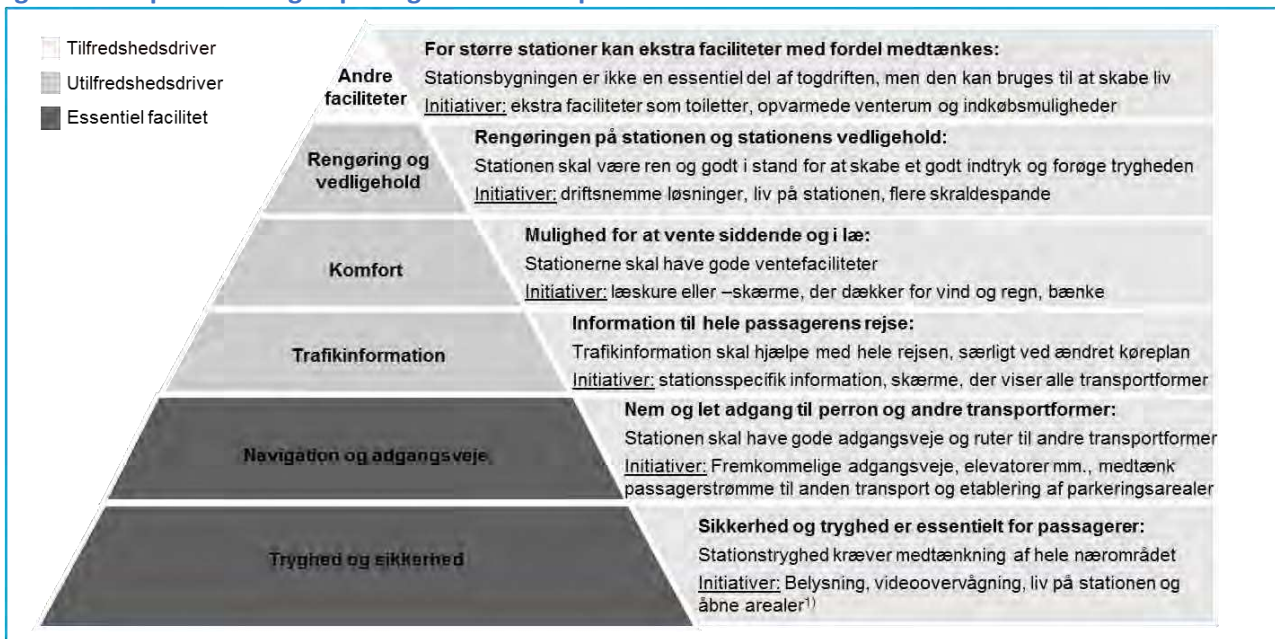 Tilfredshedsdriver
Utilfredshedsdriver
Essentiel facilitet
Andre
faciliteter
For større stationer kan ekstra faciliteter med fordel medtænkes:
Stationsbygningen er ikke en essentiel del af togdriften, men den kan bruges til at skabe liv
Initiativer: ekstra faciliteter som toiletter, opvarmede venterum og indkøbsmuligheder
Rengøring og
vedligehold
Rengøringen på stationen og stationens vedligehold:
Stationen skal være ren og godt i stand for at skabe et godt indtryk og forøge trygheden
Initiativer: driftsnemme løsninger, liv på stationen, flere skraldespande
Komfort
Mulighed for at vente siddende og i læ:
Stationerne skal have gode ventefaciliteter
Initiativer: læskure eller –skærme, der dækker for vind og regn, bænke
Trafikinformation
Information til hele passagerens rejse:
Trafikinformation skal hjælpe med hele rejsen, særligt ved ændret køreplan
Initiativer: stationsspecifik information, skærme, der viser alle transportformer
Navigation og adgangsveje
Nem og let adgang til perron og andre transportformer:
Stationen skal have gode adgangsveje og ruter til andre transportformer
Initiativer: Fremkommelige adgangsveje, elevatorer mm., medtænk
passagerstrømme til anden transport og etablering af parkeringsarealer
Tryghed og sikkerhed
Sikkerhed og tryghed er essentielt for passagerer:
Stationstryghed kræver medtænkning af hele nærområdet
Initiativer: Belysning, videoovervågning, liv på stationen og
åbne arealer1)